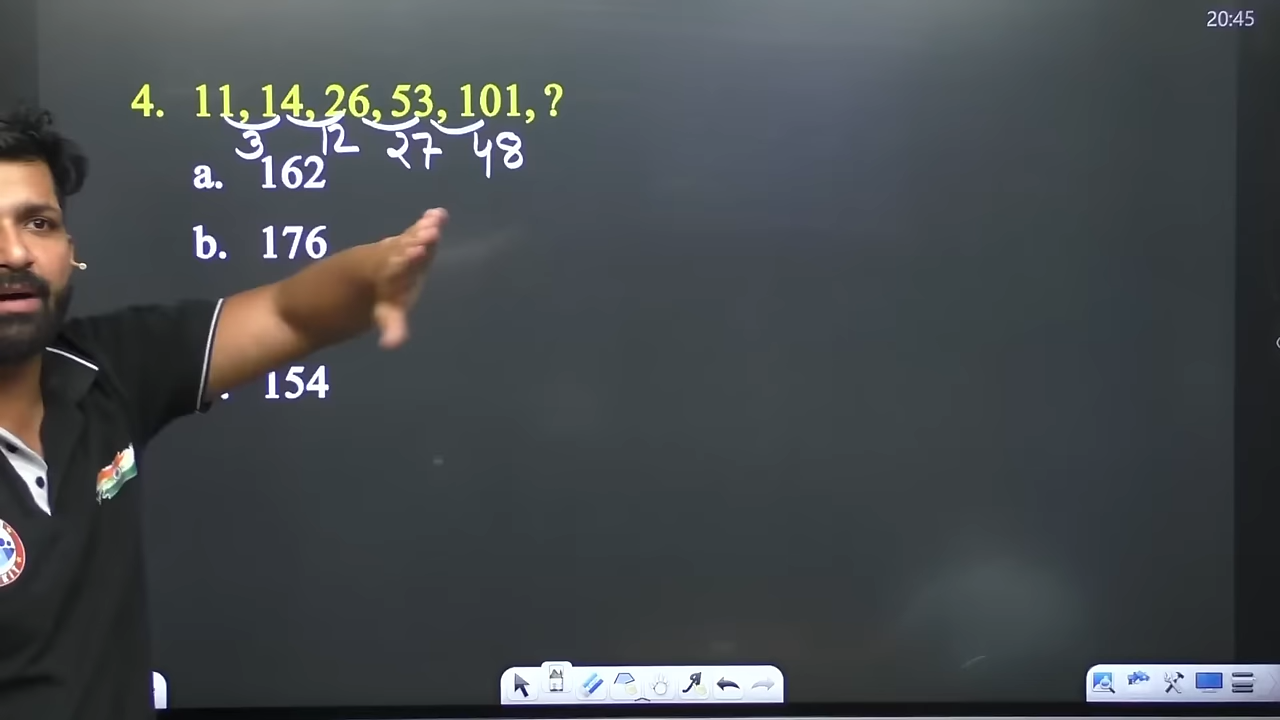 20:45
4. 11, 14, 26, 53, 101, ?
3 12 27 48
a. 162
b. 176
154